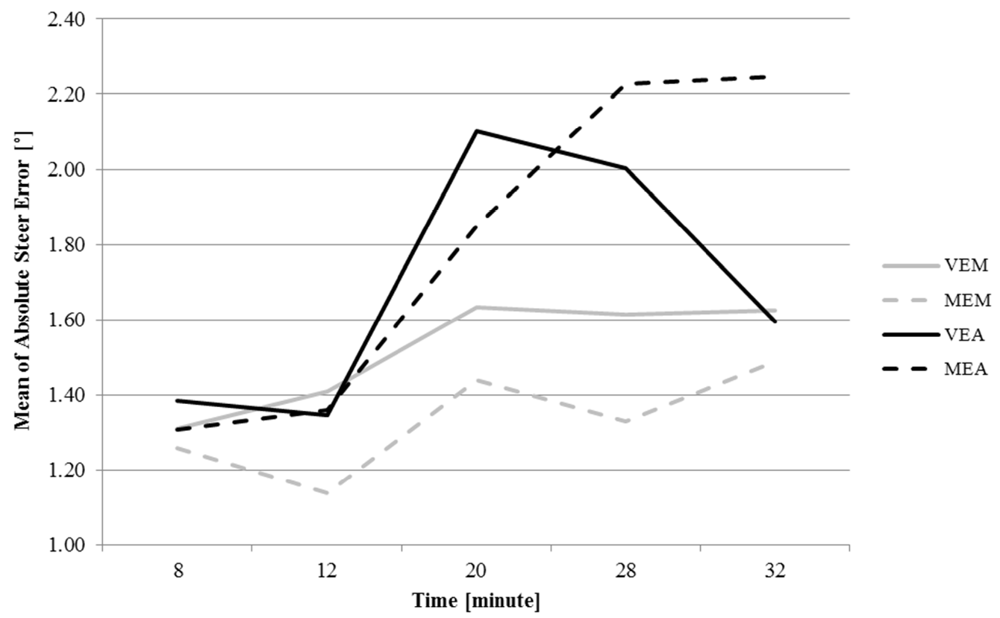 2.40
2.20
2.00
1.80
1.60
1.40
1.20
1.00
Mean of Absolute Steer Error [°]
8 12 20 28 32
Time [minute]
VEM
MEM
VEA
MEA